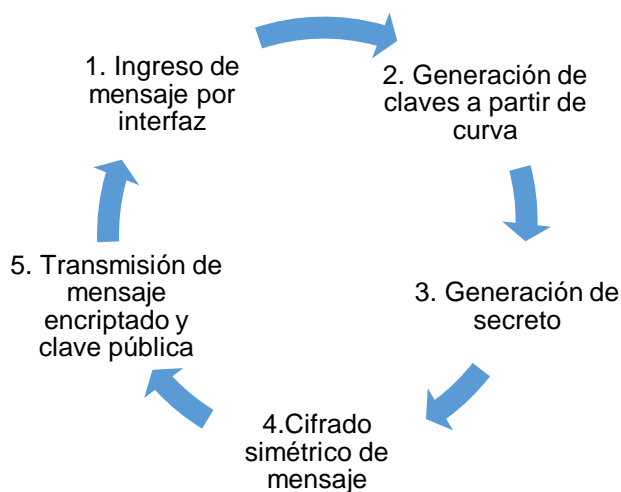 1. Ingreso de
mensaje por
interfaz
2. Generación de
claves a partir de
curva
3. Generación de
secreto
4.Cifrado
simétrico de
mensaje
5. Transmisión de
mensaje
encriptado y
clave pública